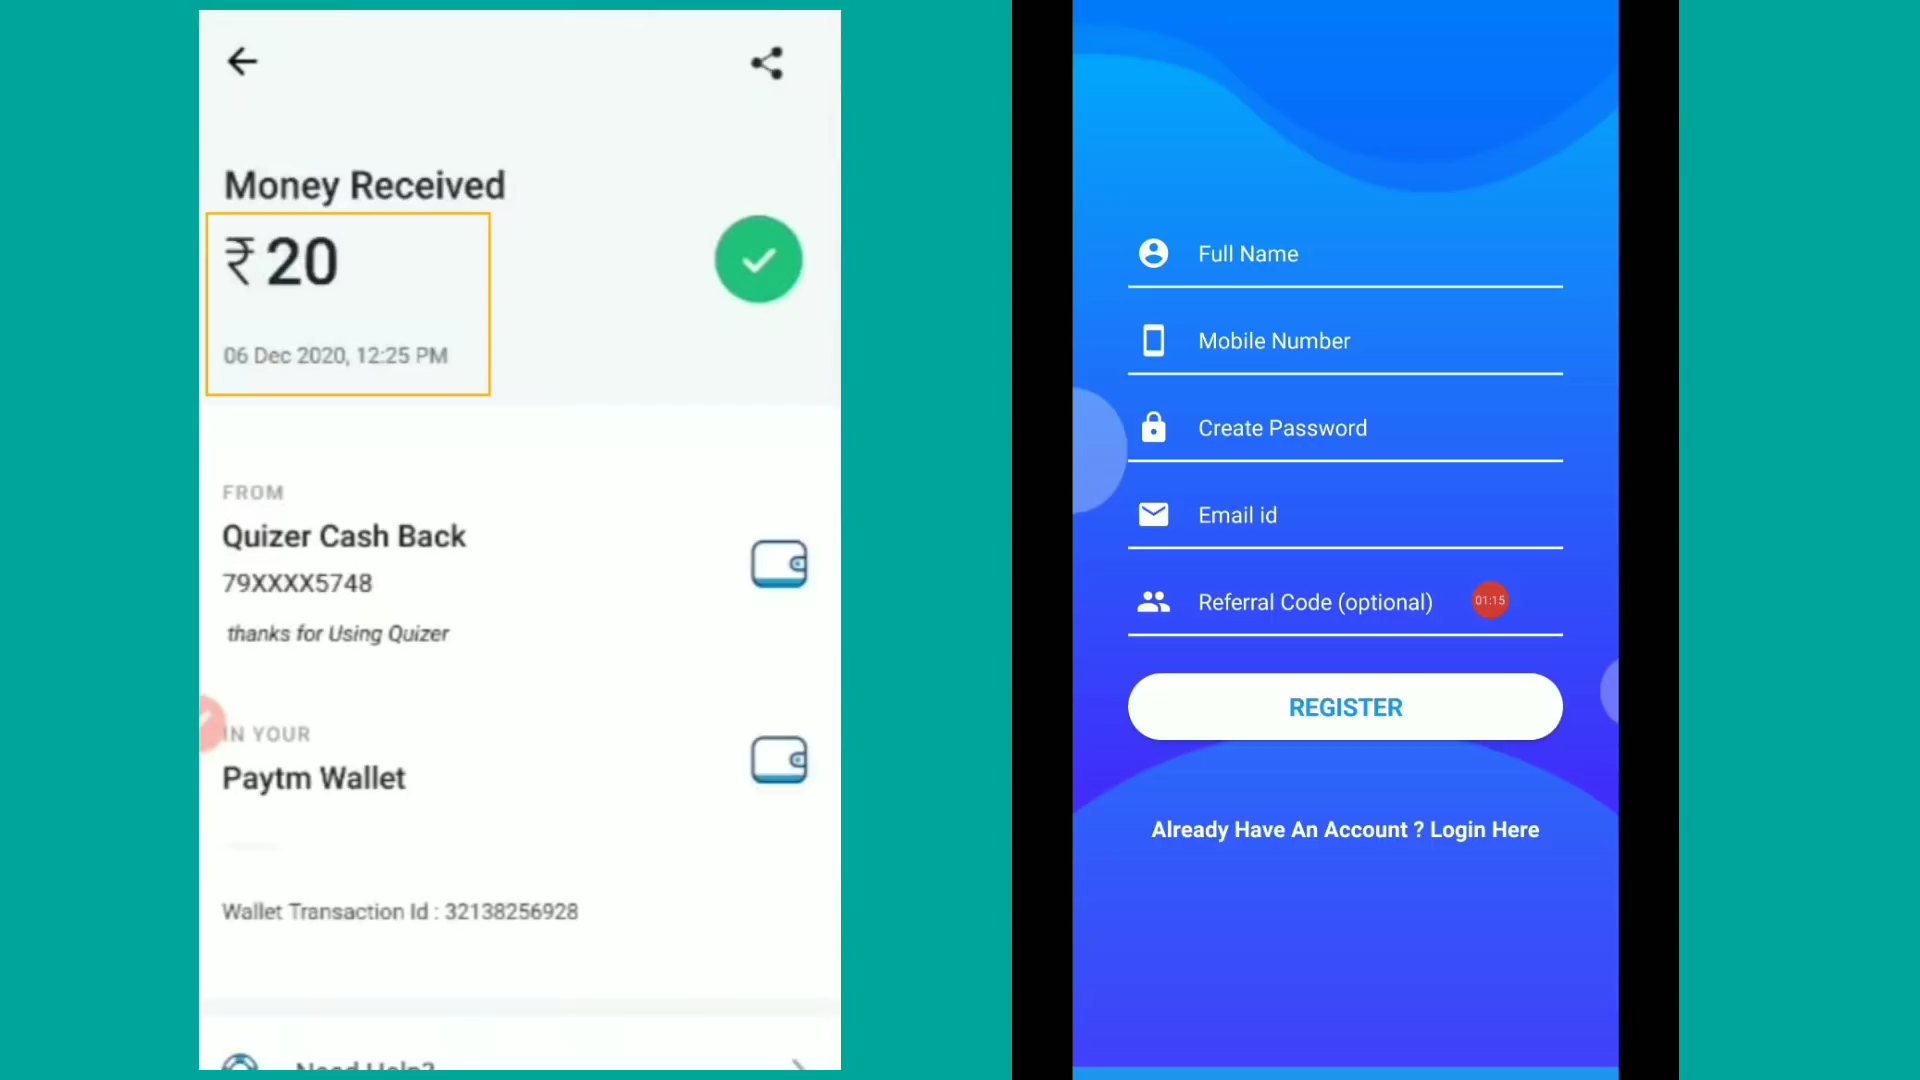 Money Received
₹20
06 Dec 2020, 12:25 PM
FROM
Quizer Cash Back
79XXXX5748
thanks for Using Quizer
IN YOUR
Paytm Wallet
Wallet Transaction Id : 32138256928
Need Help?
Full Name
Mobile Number
Create Password
Email id
Referral Code (optional)
01:15
REGISTER
Already Have An Account ? Login Here